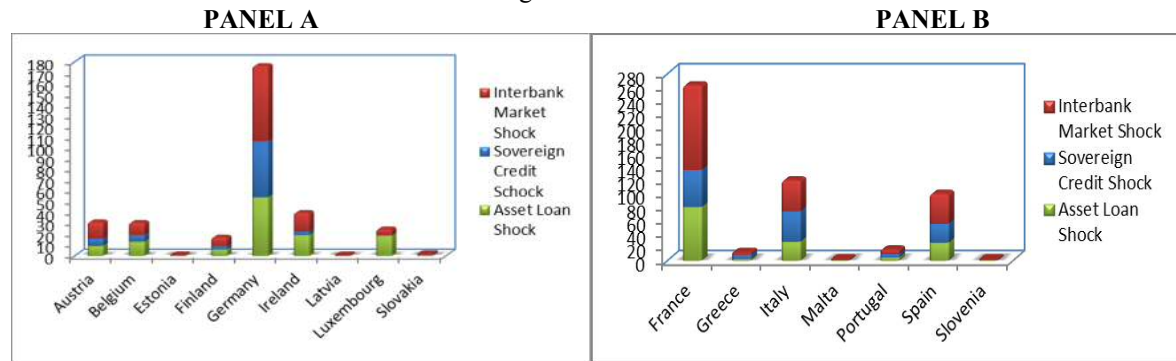 PANEL A
180
170
160
150
140
130
120
110
100
90
80
70
60
50
40
30
20
10
0
Austria
Belgium
Estonia
Finland
Germany
Ireland
Latvia
Luxembourg
Slovakia
Interbank
Market
Shock
Sovereign
Credit
Schock
Asset Loan
Shock
PANEL B
280
260
240
220
200
180
160
140
120
100
80
60
40
20
0
France
Greece
Italy
Malta
Portugal
Spain
Slovenia
Interbank
Market Shock
Sovereign
Credit Shock
Asset Loan
Shock